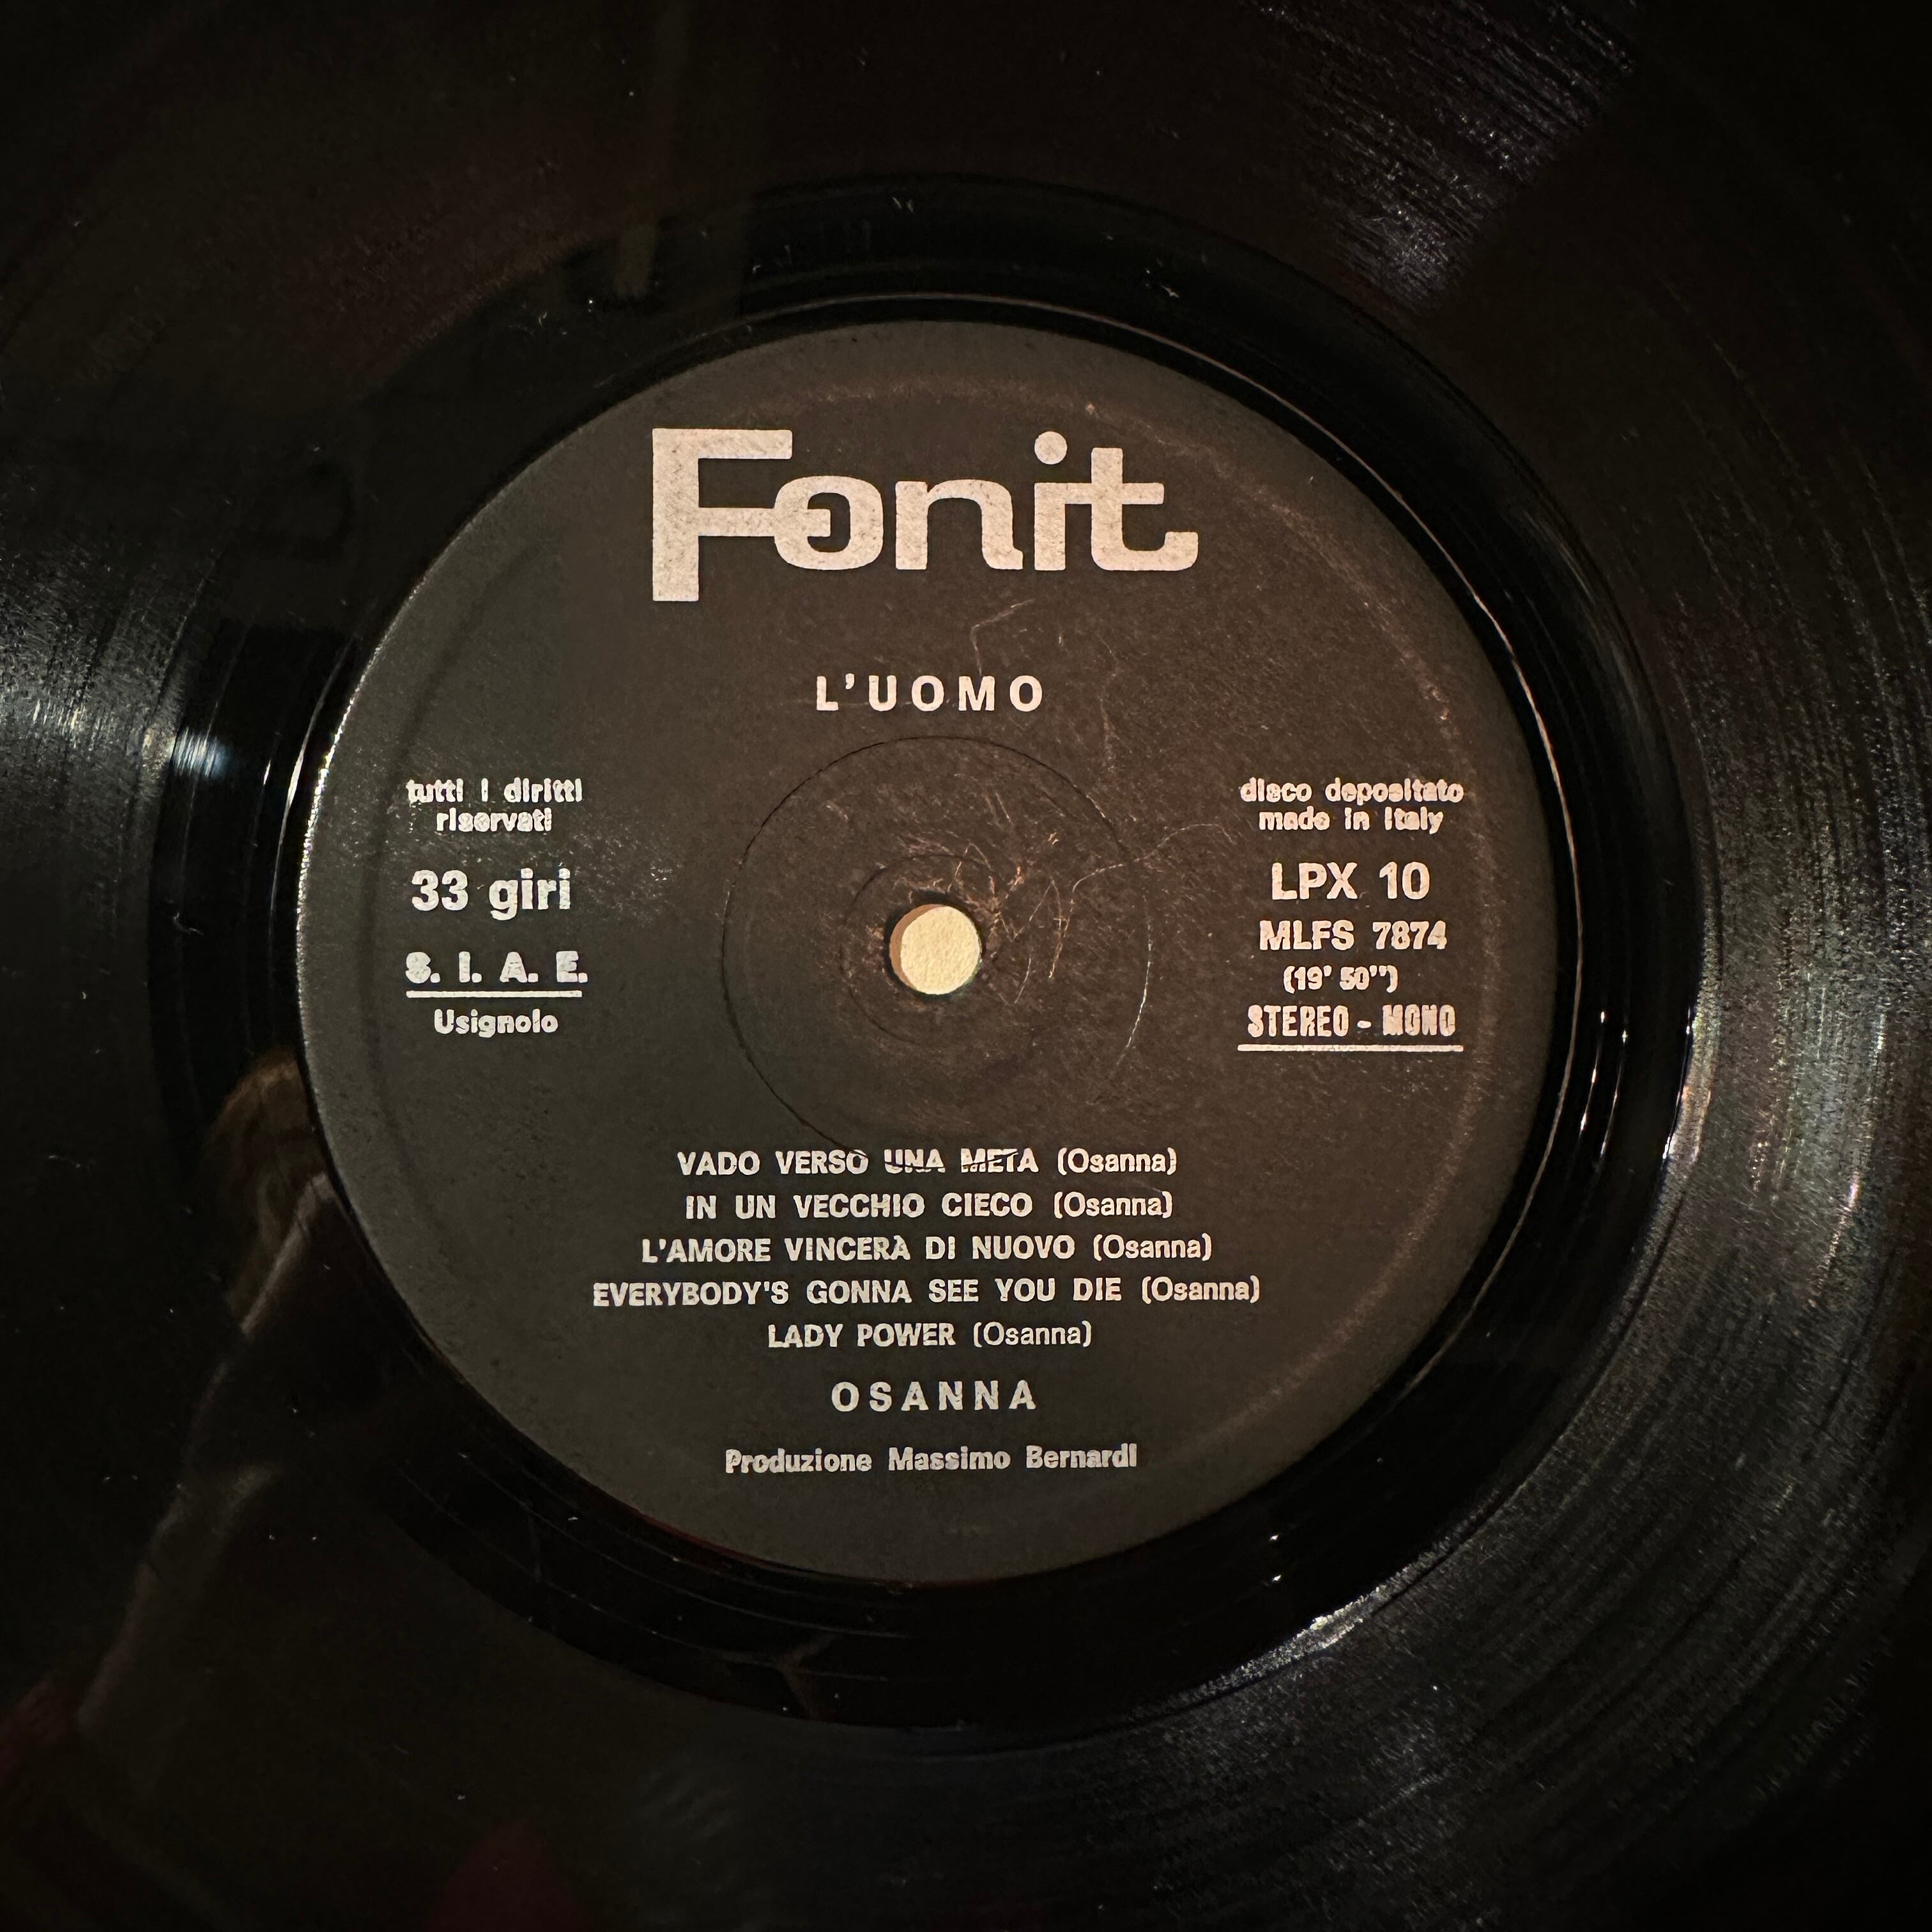 Fonit
L'UOMO
tutti i diritti
riservati
33 giri
S. I. A. E.
Usignolo
disco depositato
made in Italy
LPX 10
MLFS 7874
(19' 50'')
STEREO - MONO
VADO VERSO UNA META (Osanna)
IN UN VECCHIO CIECO (Osanna)
L'AMORE VINCERÀ DI NUOVO (Osanna)
EVERYBODY'S GONNA SEE YOU DIE (Osanna)
LADY POWER (Osanna)
OSANNA
Produzione Massimo Bernardi